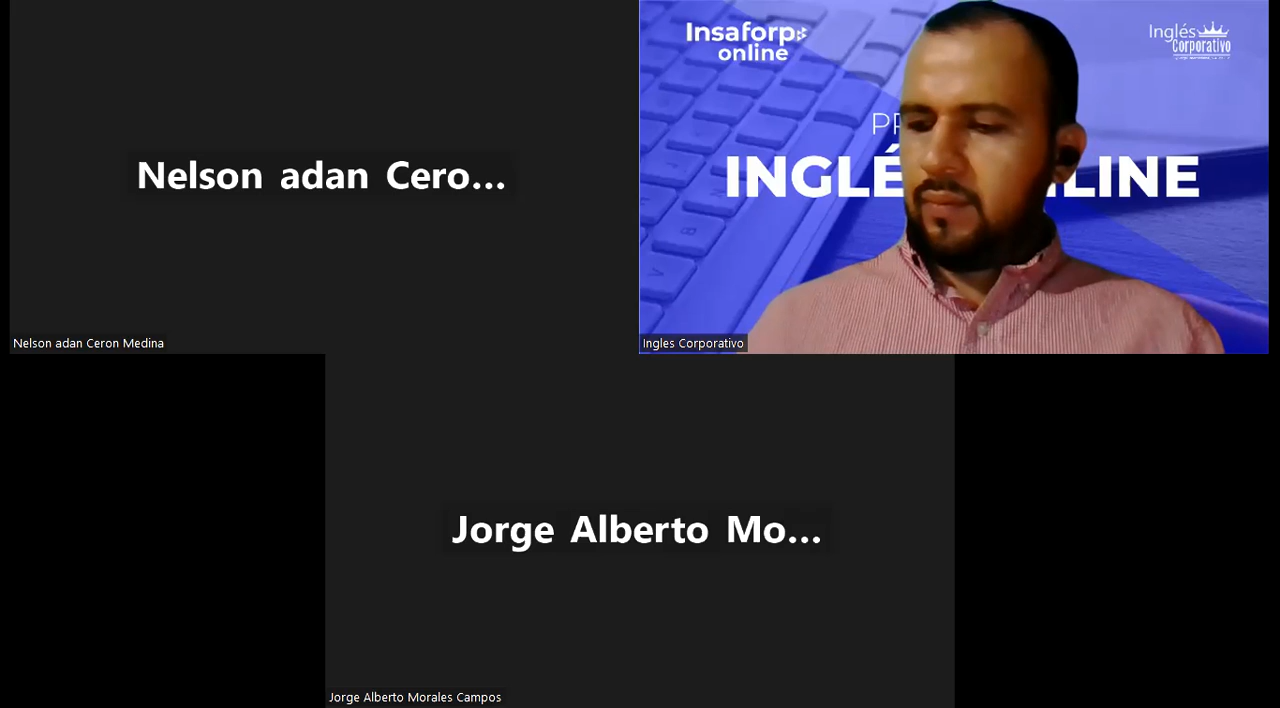 Nelson adan Cero...
Nelson adan Ceron Medina
Insaforp
online
Inglés
Corporativo
INGLÉ LINE
Ingles Corporativo
Jorge Alberto Mo...
Jorge Alberto Morales Campos